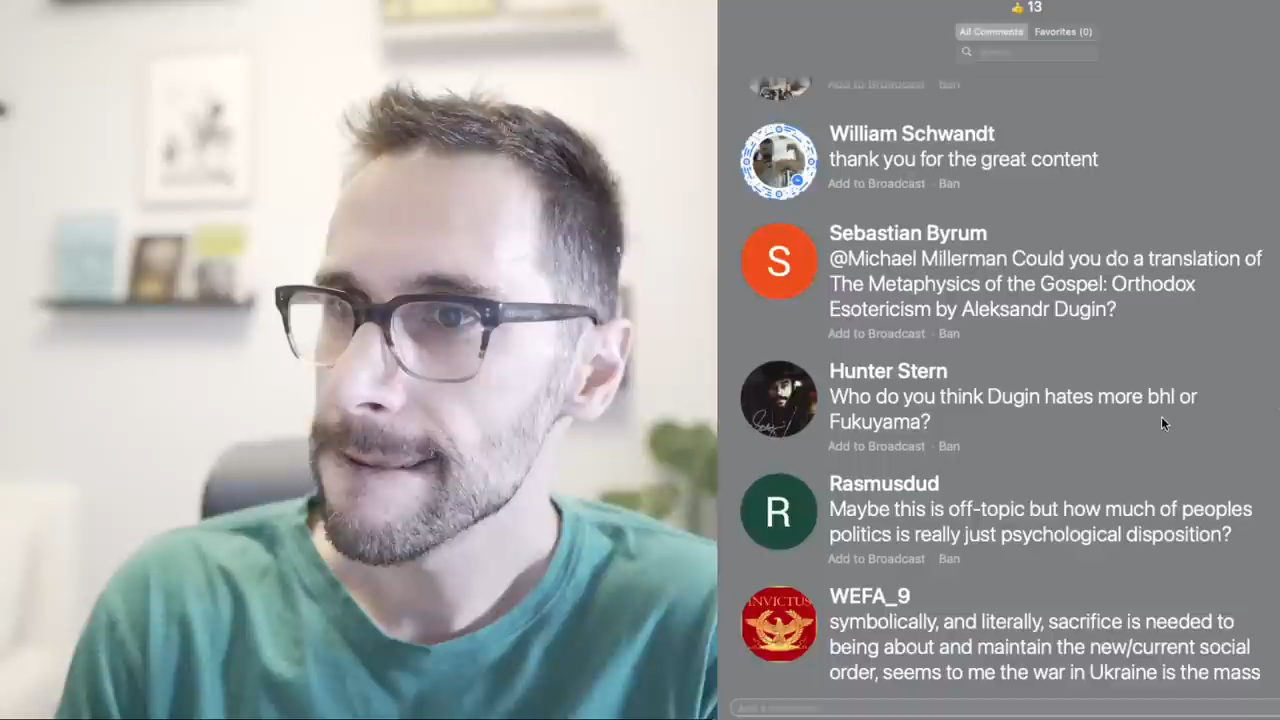 👍 13
All Comments Favorites (0)
Add to Broadcast · Ban
William Schwandt
thank you for the great content
Add to Broadcast · Ban
Sebastian Byrum
@Michael Millerman Could you do a translation of
The Metaphysics of the Gospel: Orthodox
Esotericism by Aleksandr Dugin?
Add to Broadcast · Ban
Hunter Stern
Who do you think Dugin hates more bhl or
Fukuyama?
Add to Broadcast · Ban
R
Rasmusdud
Maybe this is off-topic but how much of peoples
politics is really just psychological disposition?
Add to Broadcast · Ban
INVICTUS
WEFA_9
symbolically, and literally, sacrifice is needed to
being about and maintain the new/current social
order, seems to me the war in Ukraine is the mass
S